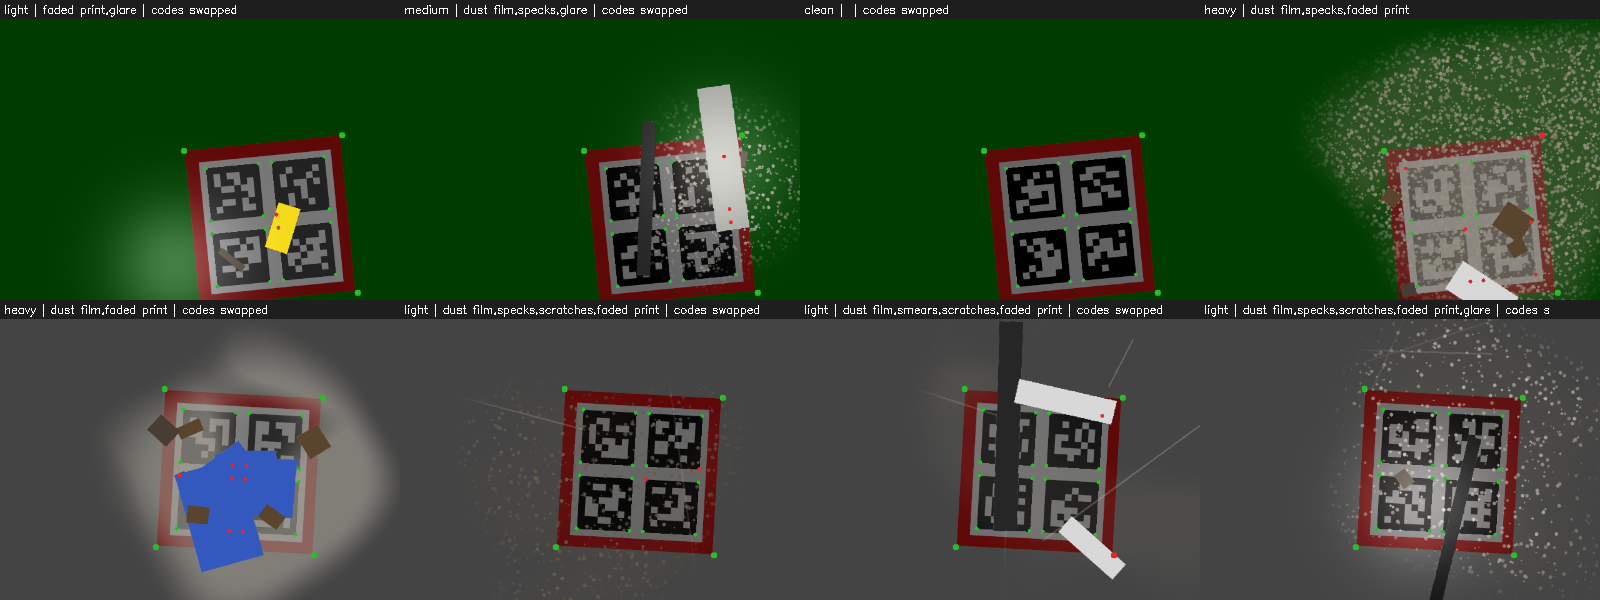 light | faded print,glare | codes swapped
medium | dust film,specks,glare | codes swapped
clean | | codes swapped
heavy | dust film,specks,faded print
heavy | dust film,faded print | codes swapped
light | dust film,specks,scratches,faded print | codes swapped
light | dust film,smears,scratches,faded print | codes swapped
light | dust film,specks,scratches,faded print,glare | codes s